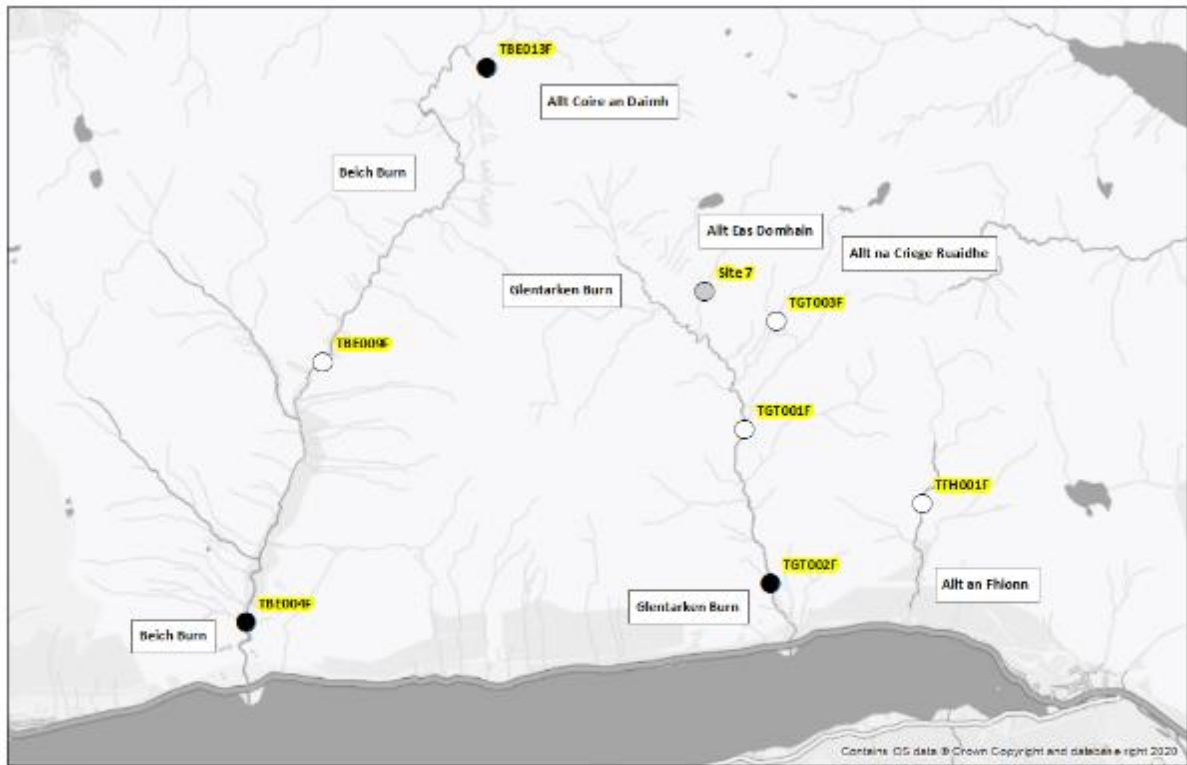 TBE013F
Allt Coire an Daimh
Beich Burn
Allt Eas Domhain
Allt na Criege Ruaidhe
Site 7
Glentarken Burn
TGT003F
TBE009F
TGT001F
TFH001F
TGT002F
Allt an Fhionn
TBE004F
Glentarken Burn
Beich Burn
Contains OS data © Crown Copyright and database right 2020